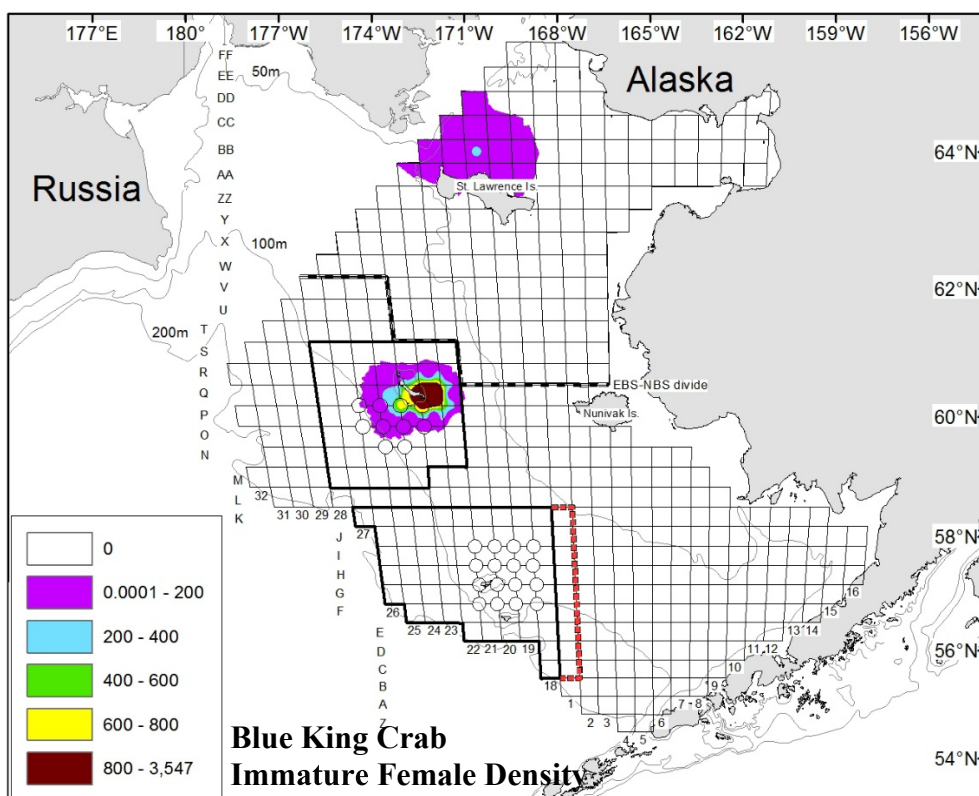 177°E 180° 177°W 174°W 171°W 168°W 165°W 162°W 159°W 156°W
FF
EE
DD
CC
BB
AA
ZZ
Y
X
W
V
U
T
S
R
Q
P
O
N
M
L
K
50m
100m
200m
Alaska
Russia
64°N
62°N
60°N
58°N
56°N
54°N
St. Lawrence Is.
EBS-NBS divide
Nunivak Is.
32
31 30 29 28
27
J
I
H
G
F
26
25 24 23
E
D
C
B
A
Z
22 21 20 19
18
1
2 3
4 5
6
7 8
19
10
11 12
13 14
15
16
0
0.0001 - 200
200 - 400
400 - 600
600 - 800
800 - 3,547
Blue King Crab
Immature Female Density